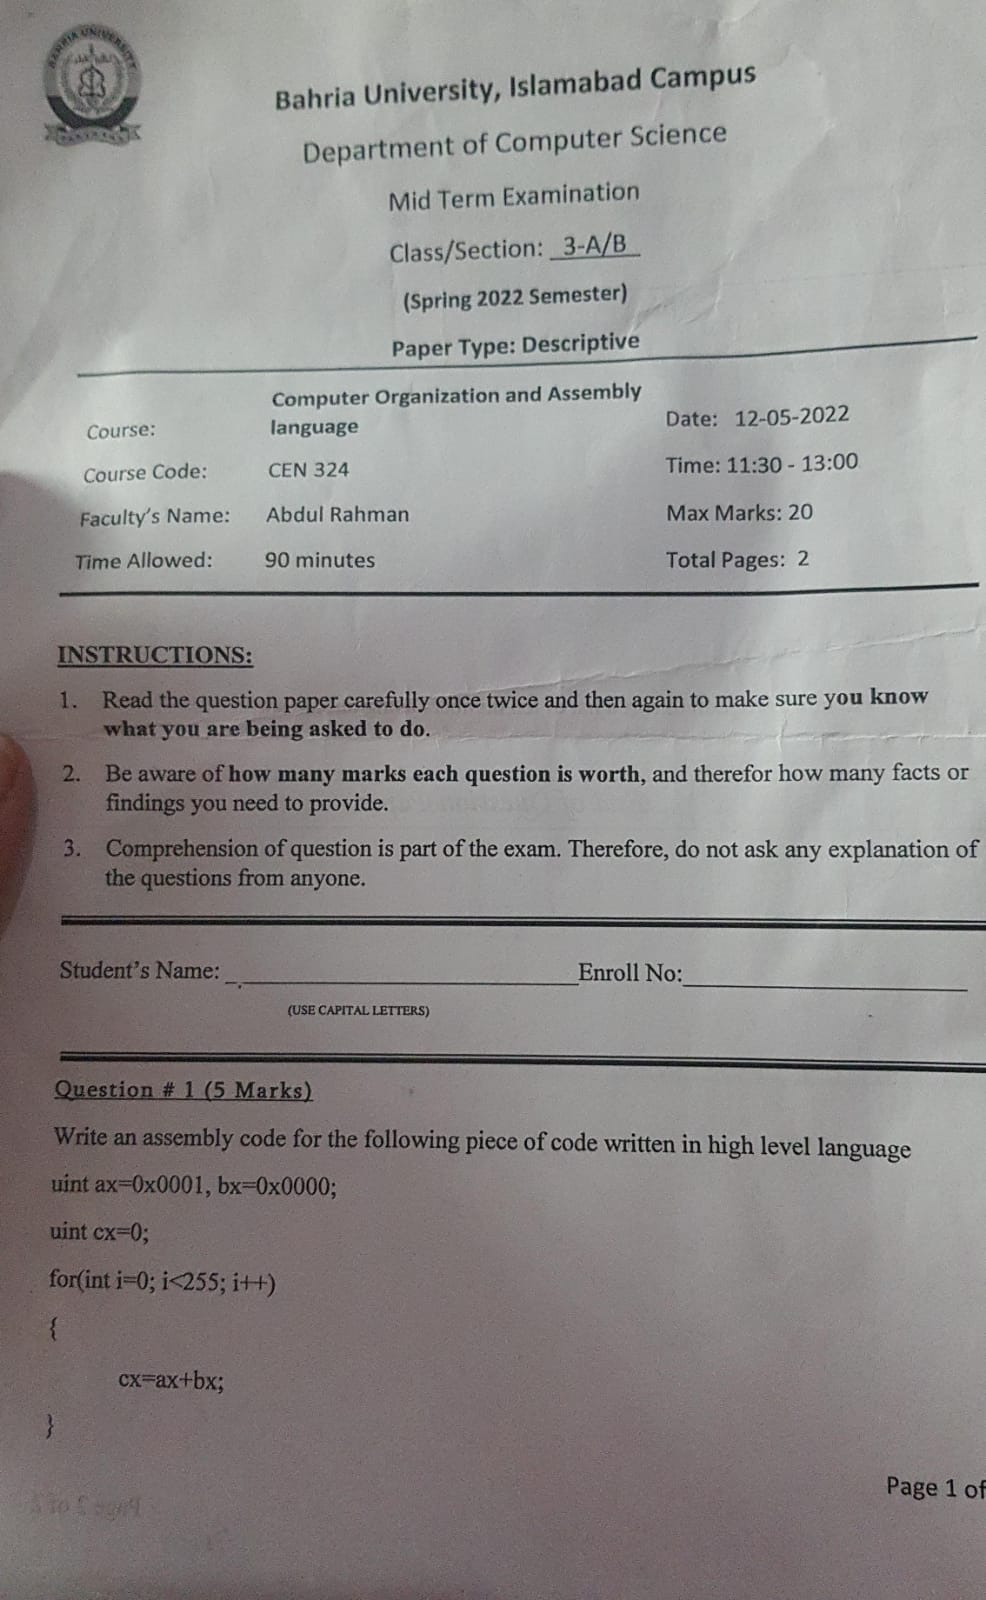 BAHRIA UNIVERSITY
Bahria University, Islamabad Campus
Department of Computer Science
Mid Term Examination
Class/Section: 3-A/B
(Spring 2022 Semester)
Paper Type: Descriptive
Course: Computer Organization and Assembly language
Date: 12-05-2022
Course Code: CEN 324
Time: 11:30 - 13:00
Faculty's Name: Abdul Rahman
Max Marks: 20
Time Allowed: 90 minutes
Total Pages: 2
INSTRUCTIONS:
1. Read the question paper carefully once twice and then again to make sure you know
what you are being asked to do.
2. Be aware of how many marks each question is worth, and therefor how many facts or
findings you need to provide.
3. Comprehension of question is part of the exam. Therefore, do not ask any explanation of
the questions from anyone.
Student's Name: Enroll No:
(USE CAPITAL LETTERS)
Question # 1 (5 Marks)
Write an assembly code for the following piece of code written in high level language
uint ax=0x0001, bx=0x0000;
uint cx=0;
for(int i=0; i<255; i++)
{
cx=ax+bx;
}
Page 1 of